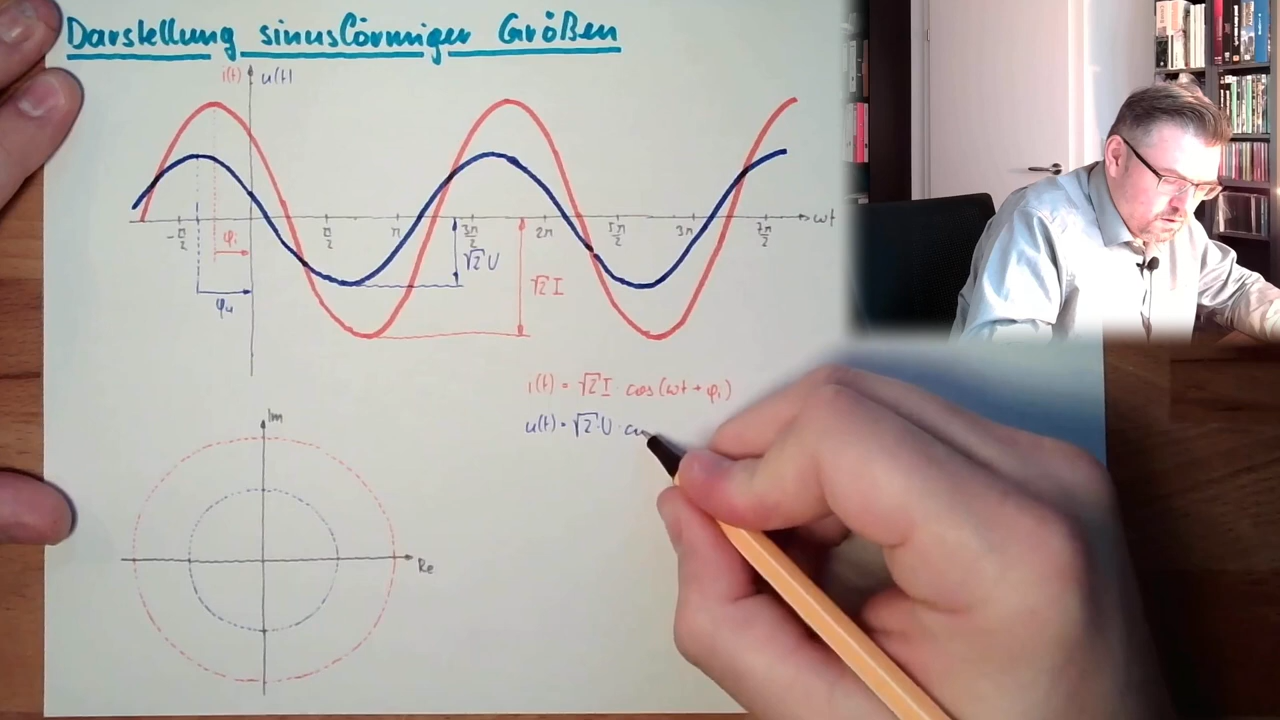 Darstellung sinusförmiger Größen
i(t) u(t)
-π/2 π/2 π 3π/2 2π 5π/2 3π 7π/2 ωt
φi
√2 U
√2 I
φu
i(t) = √2 I · cos(ωt + φi)
u(t) = √2 · U · co
Im
Re